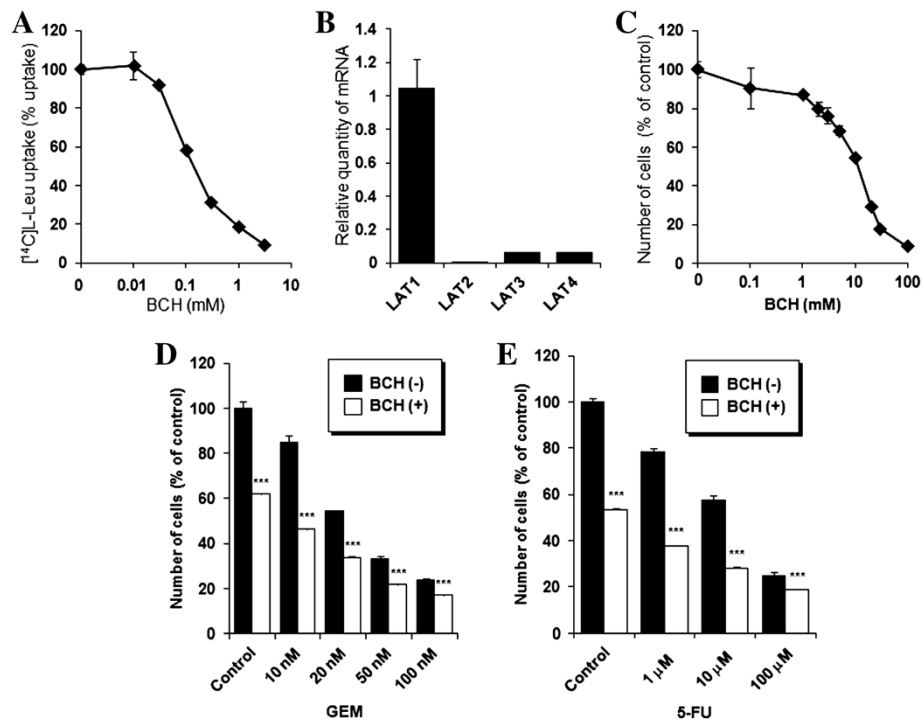 A
[¹⁴C]L-Leu uptake (% uptake)
120
100
80
60
40
20
0
0
0.01
0.1
1
10
BCH (mM)
B
Relative quantity of mRNA
1.4
1.2
1
0.8
0.6
0.4
0.2
0
LAT1
LAT2
LAT3
LAT4
C
Number of cells (% of control)
120
100
80
60
40
20
0
0
0.1
1
10
100
BCH (mM)
D
Number of cells (% of control)
120
100
80
60
40
20
0
BCH (-)
BCH (+)
***
***
***
***
***
Control
10 nM
20 nM
50 nM
100 nM
GEM
E
Number of cells (% of control)
120
100
80
60
40
20
0
BCH (-)
BCH (+)
***
***
***
***
Control
1 μM
10 μM
100 μM
5-FU